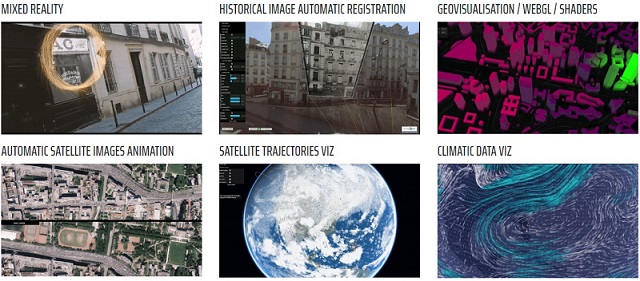 MIXED REALITY
HISTORICAL IMAGE AUTOMATIC REGISTRATION
GEOVISUALISATION / WEBGL / SHADERS
AUTOMATIC SATELLITE IMAGES ANIMATION
SATELLITE TRAJECTORIES VIZ
CLIMATIC DATA VIZ